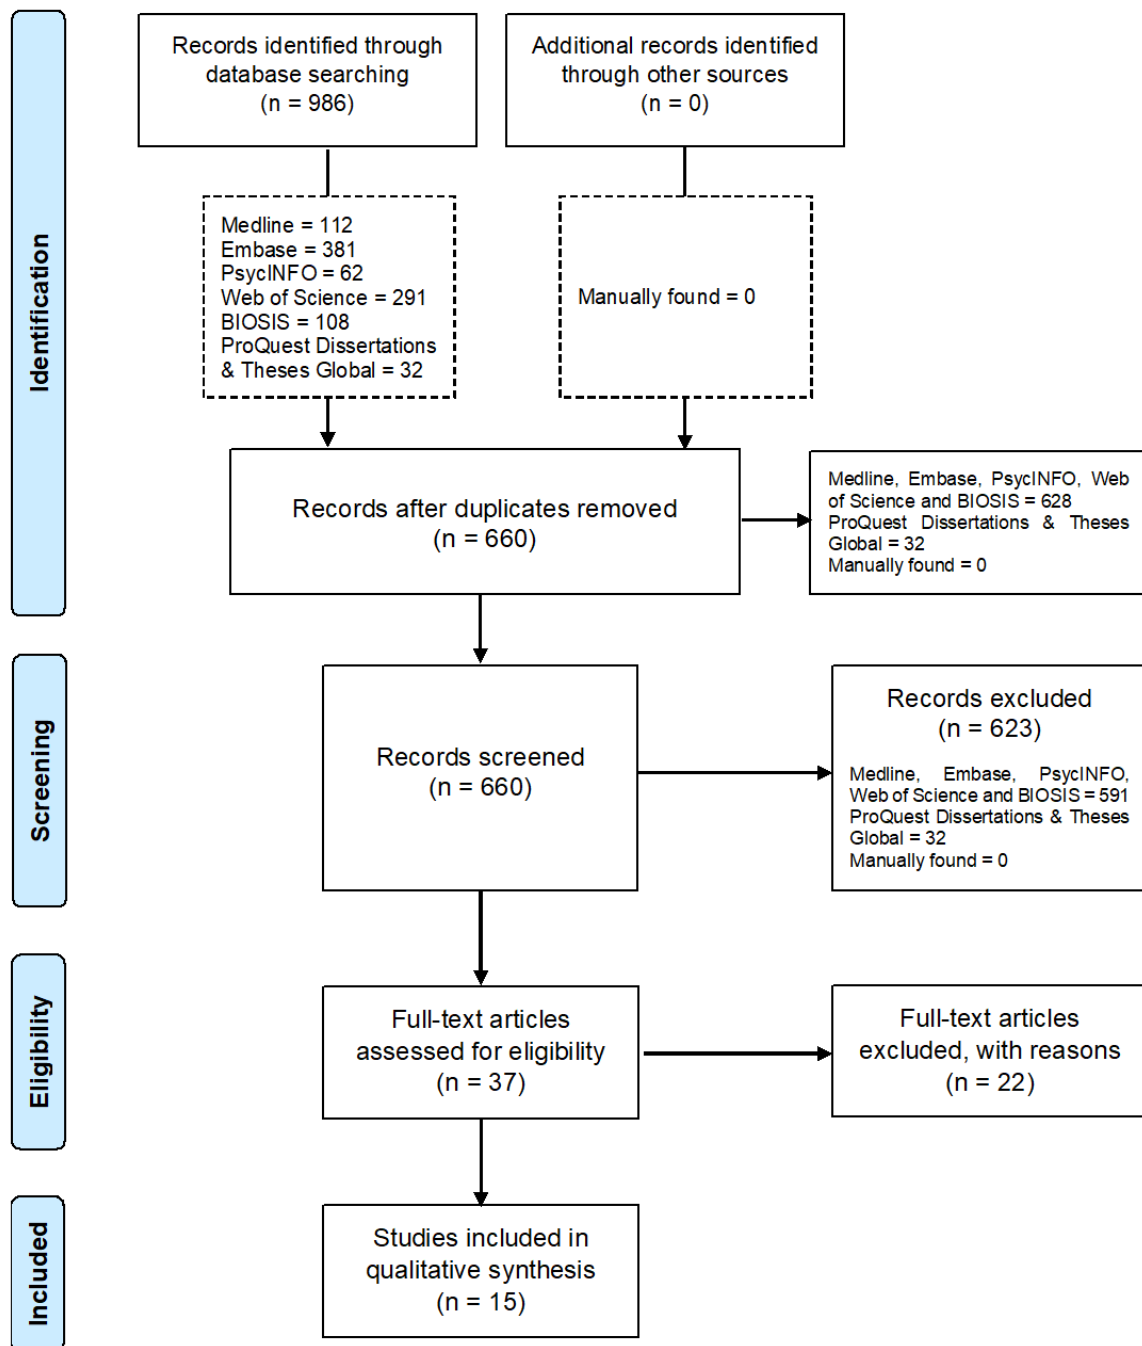 Identification
Records identified through
database searching
(n = 986)
Additional records identified
through other sources
(n = 0)
Medline = 112
Embase = 381
PsycINFO = 62
Web of Science = 291
BIOSIS = 108
ProQuest Dissertations
& Theses Global = 32
Manually found = 0
Records after duplicates removed
(n = 660)
Medline, Embase, PsycINFO, Web
of Science and BIOSIS = 628
ProQuest Dissertations & Theses
Global = 32
Manually found = 0
Screening
Records screened
(n = 660)
Records excluded
(n = 623)
Medline, Embase, PsycINFO,
Web of Science and BIOSIS = 591
ProQuest Dissertations & Theses
Global = 32
Manually found = 0
Eligibility
Full-text articles
assessed for eligibility
(n = 37)
Full-text articles
excluded, with reasons
(n = 22)
Included
Studies included in
qualitative synthesis
(n = 15)